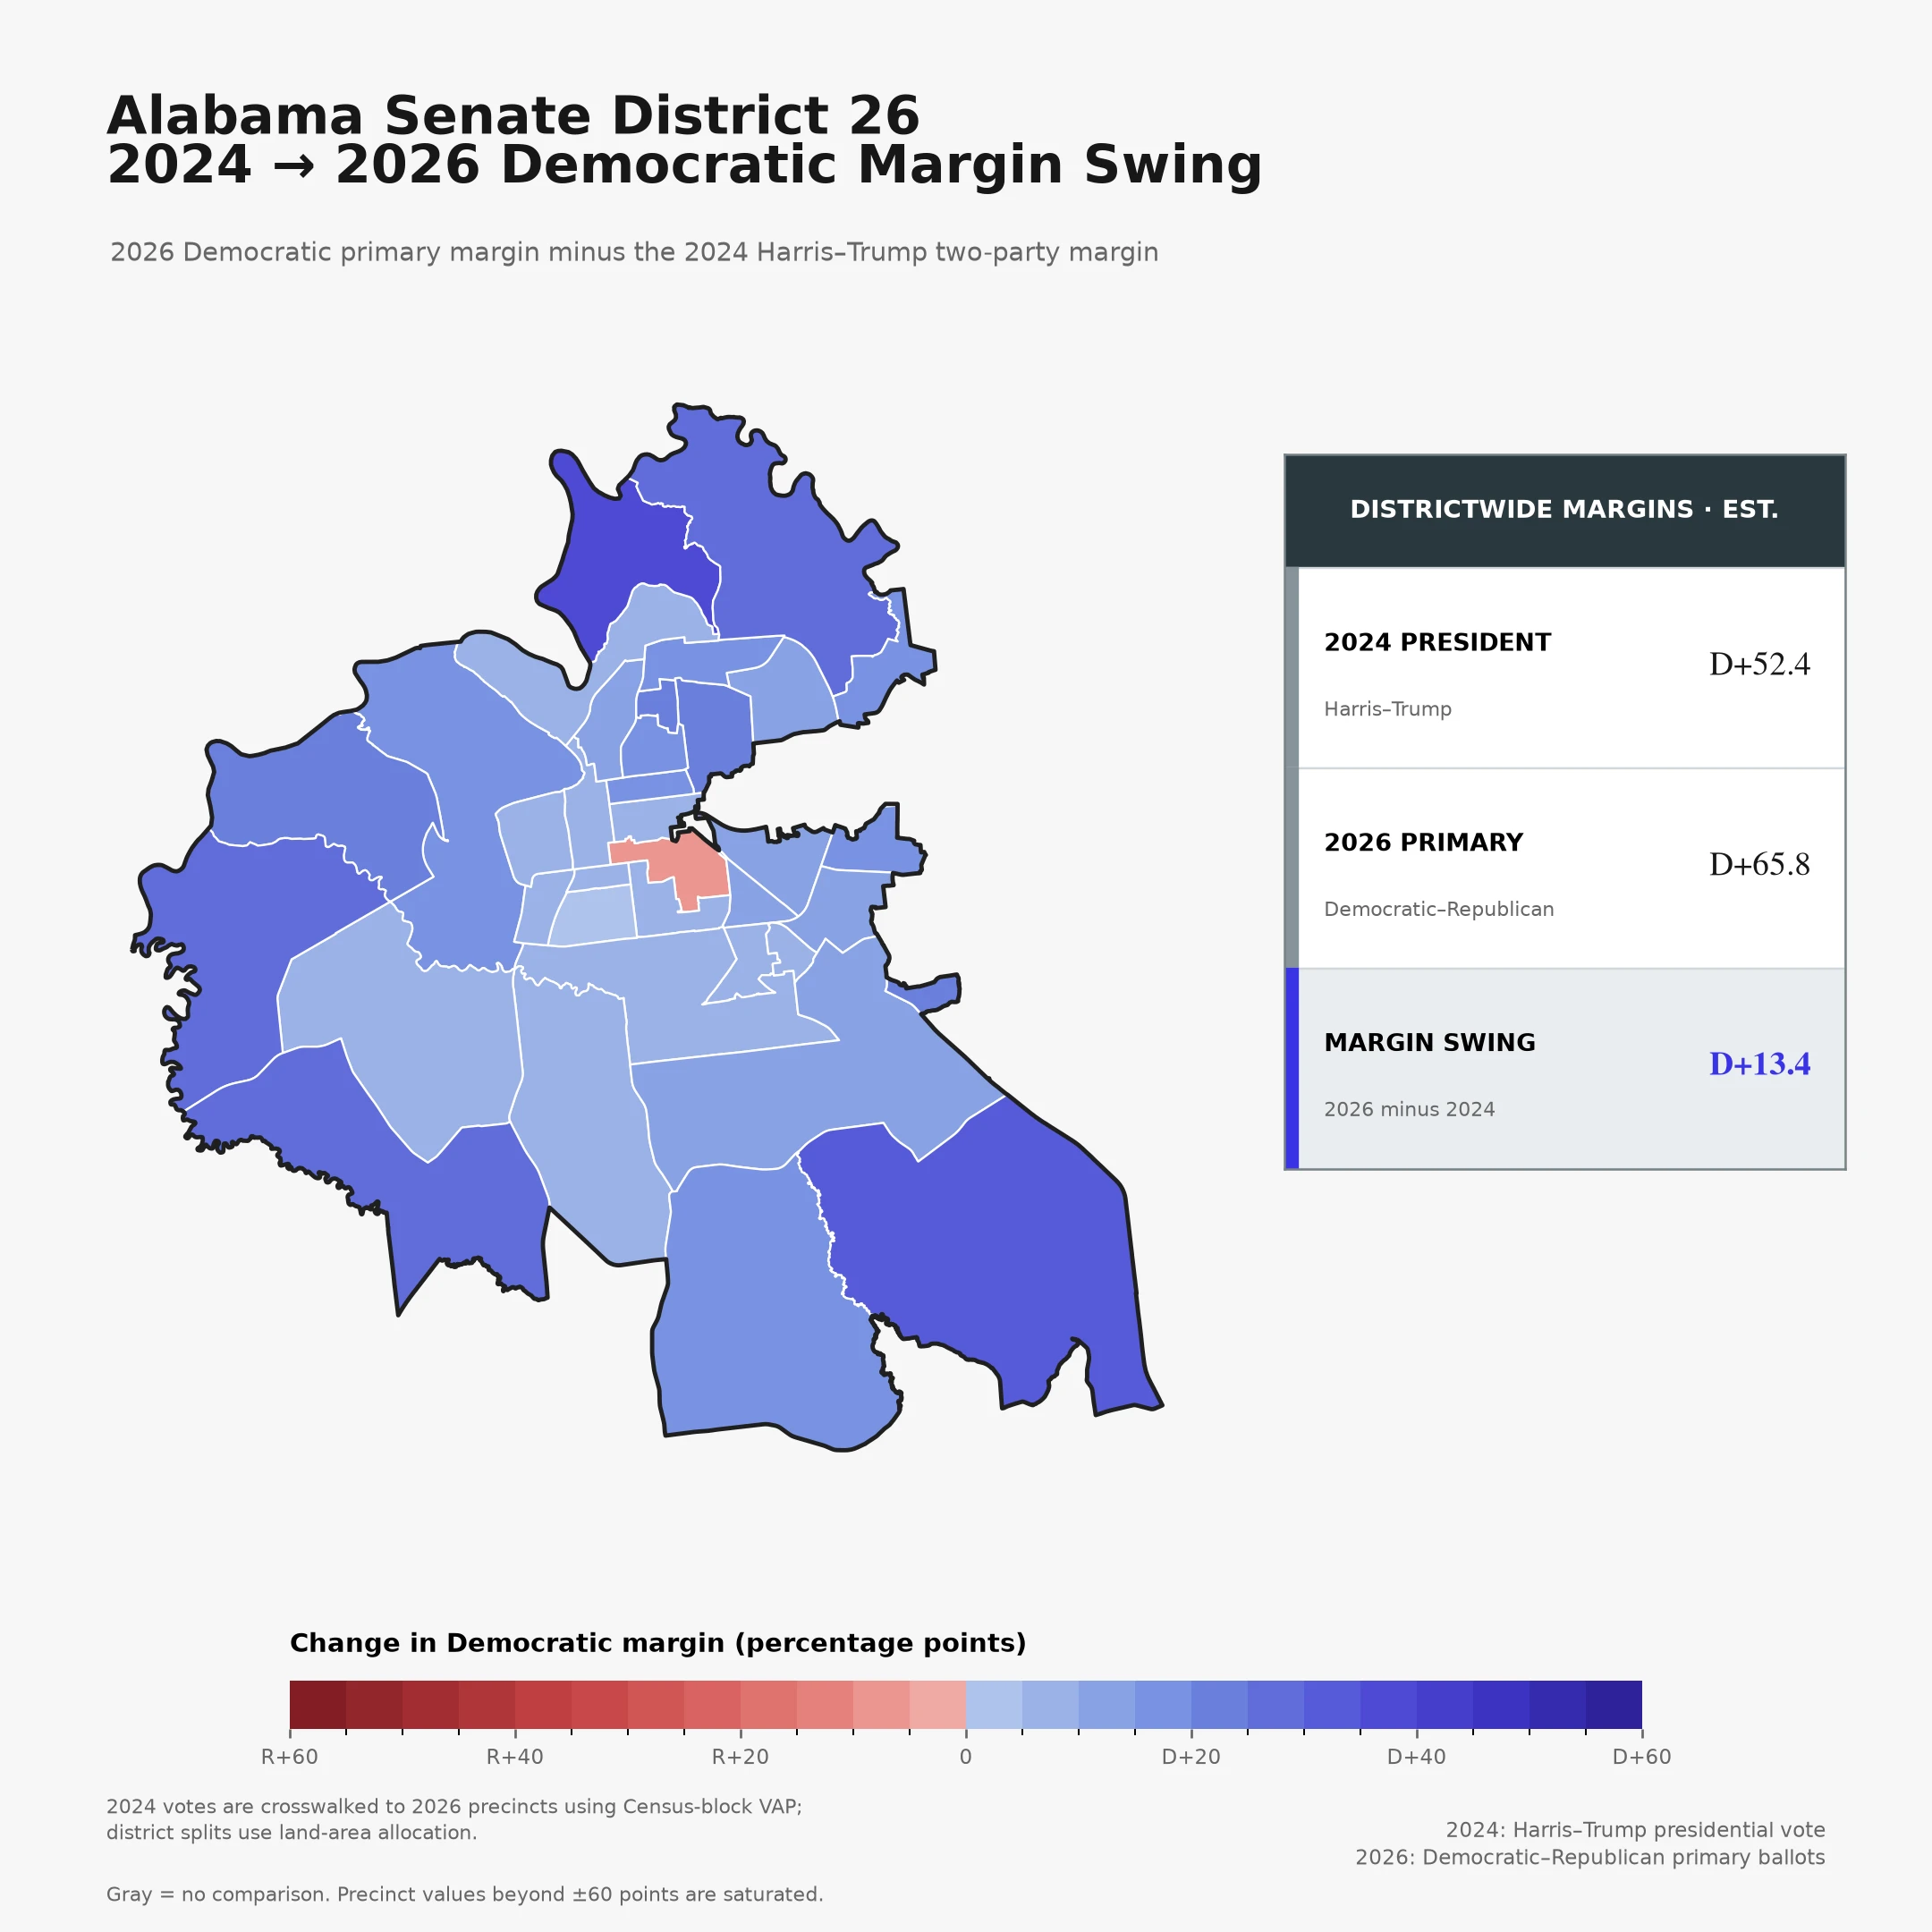 Alabama Senate District 26
2024 → 2026 Democratic Margin Swing
2026 Democratic primary margin minus the 2024 Harris–Trump two-party margin
DISTRICTWIDE MARGINS · EST.
2024 PRESIDENT
D+52.4
Harris–Trump
2026 PRIMARY
D+65.8
Democratic–Republican
MARGIN SWING
D+13.4
2026 minus 2024
Change in Democratic margin (percentage points)
R+60 R+40 R+20 0 D+20 D+40 D+60
2024 votes are crosswalked to 2026 precincts using Census-block VAP;
district splits use land-area allocation.
2024: Harris–Trump presidential vote
2026: Democratic–Republican primary ballots
Gray = no comparison. Precinct values beyond ±60 points are saturated.